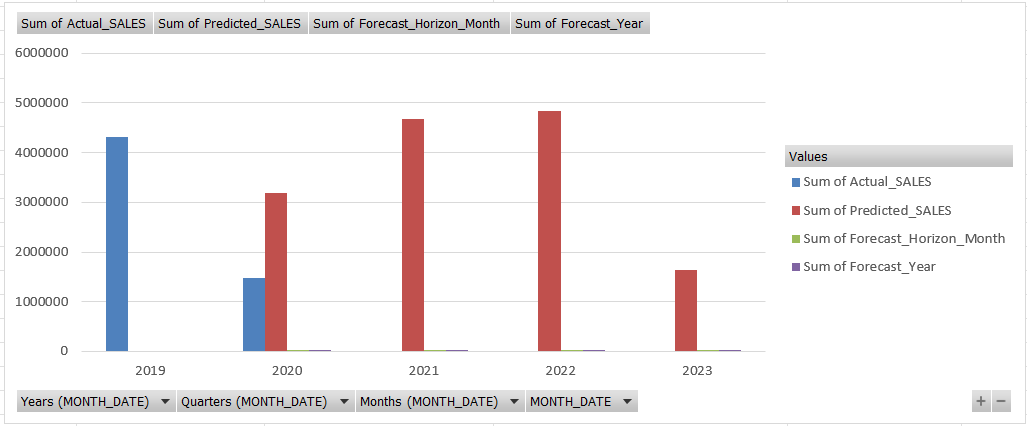 Sum of Actual_SALES Sum of Predicted_SALES Sum of Forecast_Horizon_Month Sum of Forecast_Year
6000000
5000000
4000000
3000000
2000000
1000000
0
2019 2020 2021 2022 2023
Values
Sum of Actual_SALES
Sum of Predicted_SALES
Sum of Forecast_Horizon_Month
Sum of Forecast_Year
Years (MONTH_DATE) Quarters (MONTH_DATE) Months (MONTH_DATE) MONTH_DATE
+ −